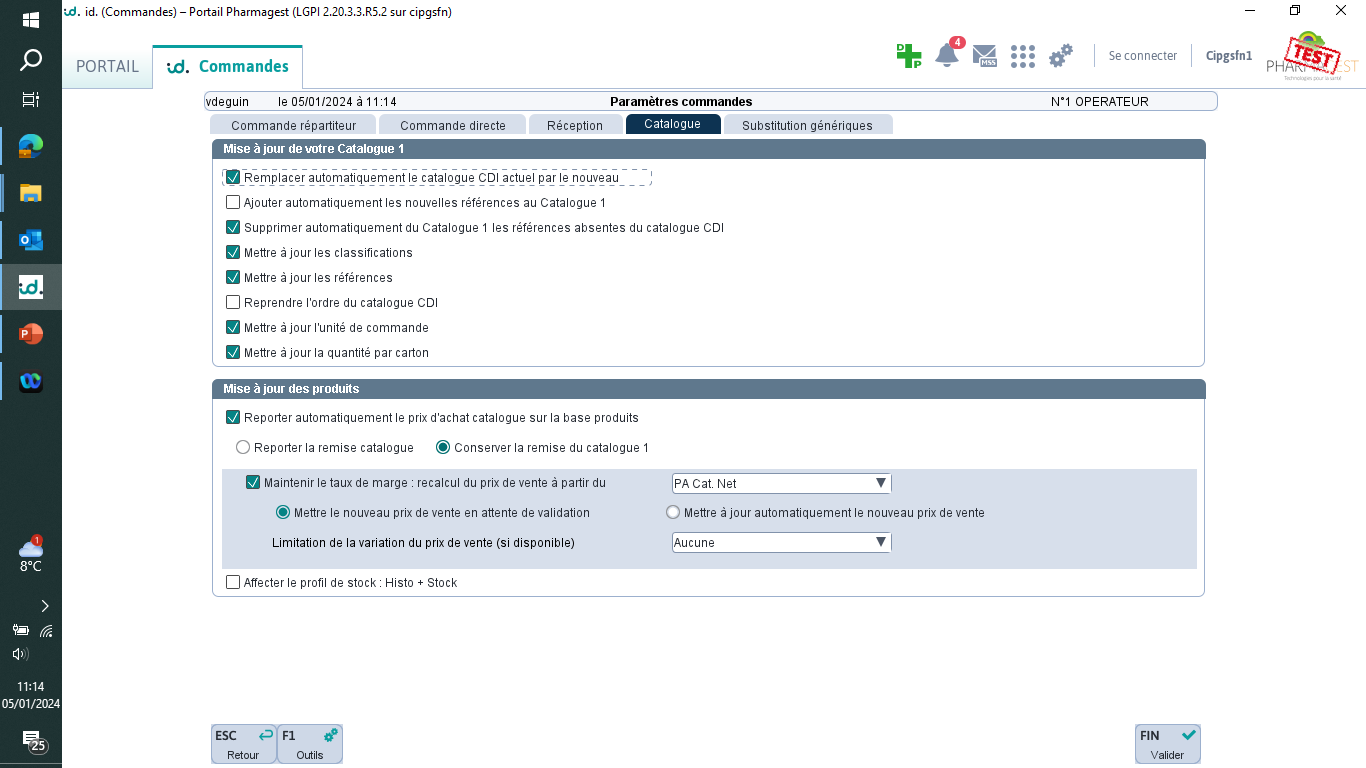 id. id. (Commandes) – Portail Pharmagest (LGPI 2.20.3.3.R5.2 sur cipgsfn)
PORTAIL
id. Commandes
D P
4
MSS
Se connecter
Cipgsfn1
TEST
vdeguin le 05/01/2024 à 11:14 Paramètres commandes N°1 OPERATEUR
Commande répartiteur Commande directe Réception Catalogue Substitution génériques
Mise à jour de votre Catalogue 1
Remplacer automatiquement le catalogue CDI actuel par le nouveau
Ajouter automatiquement les nouvelles références au Catalogue 1
Supprimer automatiquement du Catalogue 1 les références absentes du catalogue CDI
Mettre à jour les classifications
Mettre à jour les références
Reprendre l'ordre du catalogue CDI
Mettre à jour l'unité de commande
Mettre à jour la quantité par carton
Mise à jour des produits
Reporter automatiquement le prix d'achat catalogue sur la base produits
Reporter la remise catalogue Conserver la remise du catalogue 1
Maintenir le taux de marge : recalcul du prix de vente à partir du PA Cat. Net
Mettre le nouveau prix de vente en attente de validation Mettre à jour automatiquement le nouveau prix de vente
Limitation de la variation du prix de vente (si disponible) Aucune
Affecter le profil de stock : Histo + Stock
ESC
Retour
F1
Outils
FIN
Valider
id.
1
8°C
11:14
05/01/2024
25